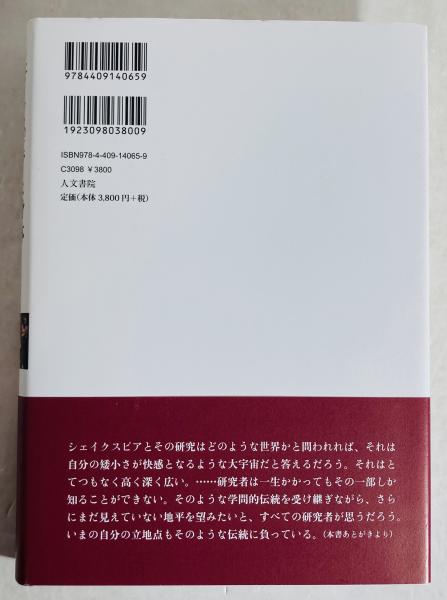 9784409140659
1923098038009
ISBN978-4-409-14065-9
C3098 ¥3800
人文書院
定価(本体3,800円+税)
シェイクスピアとその研究はどのような世界かと問われれば、それは
自分の矮小さが快感となるような大宇宙だと答えるだろう。それはと
てつもなく高く深く広い。……研究者は一生かかってもその一部しか
知ることができない。そのような学問的伝統を受け継ぎながら、さら
にまだ見えていない地平を望みたいと、すべての研究者が思うだろう。
いまの自分の立地点もそのような伝統に負っている。(本書あとがきより)